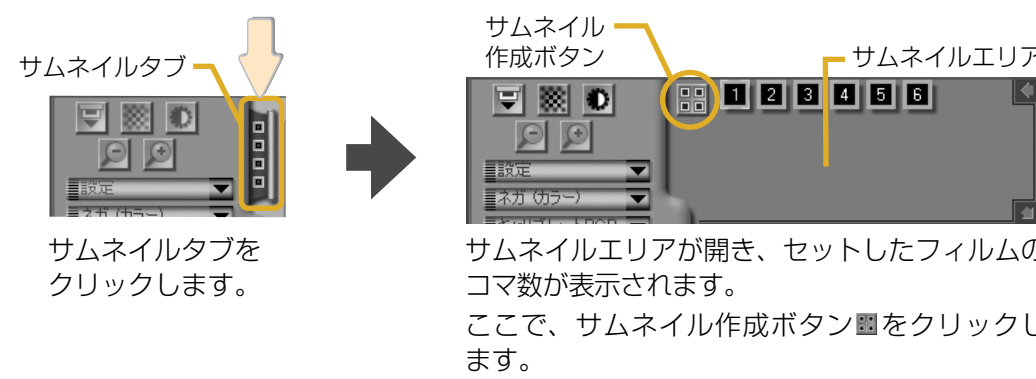 サムネイルタブ
設定
ネガ (カラー)
サムネイルタブを
クリックします。
サムネイル
作成ボタン
サムネイルエリア
1 2 3 4 5 6
設定
ネガ (カラー)
サムネイルエリアが開き、セットしたフィルムの
コマ数が表示されます。
ここで、サムネイル作成ボタンをクリックし
ます。